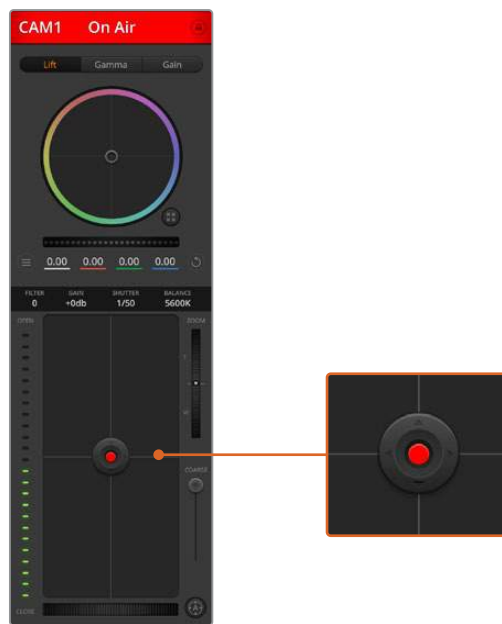 CAM1 On Air
Lift Gamma Gain
0.00 0.00 0.00 0.00
FILTER GAIN SHUTTER BALANCE
0 +0db 1/50 5600K
OPEN ZOOM
T
W
COARSE
CLOSE